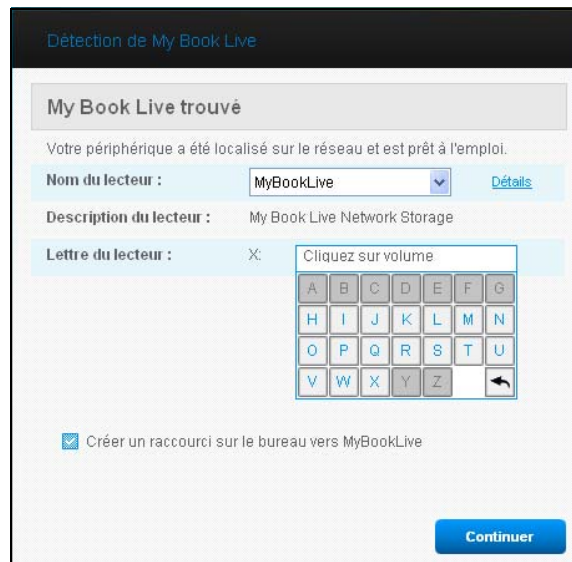 Détection de My Book Live
My Book Live trouvé
Votre périphérique a été localisé sur le réseau et est prêt à l'emploi.
Nom du lecteur : MyBookLive Détails
Description du lecteur : My Book Live Network Storage
Lettre du lecteur : X: Cliquez sur volume
A B C D E F G
H I J K L M N
O P Q R S T U
V W X Y Z
Créer un raccourci sur le bureau vers MyBookLive
Continuer